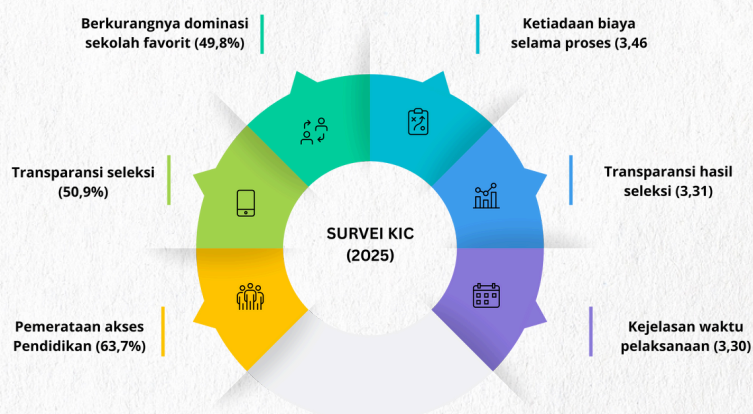 Berkurangnya dominasi
sekolah favorit (49,8%)
Ketiadaan biaya
selama proses (3,46
Transparansi seleksi
(50,9%)
Transparansi hasil
seleksi (3,31)
SURVEI KIC
(2025)
Pemerataan akses
Pendidikan (63,7%)
Kejelasan waktu
pelaksanaan (3,30)